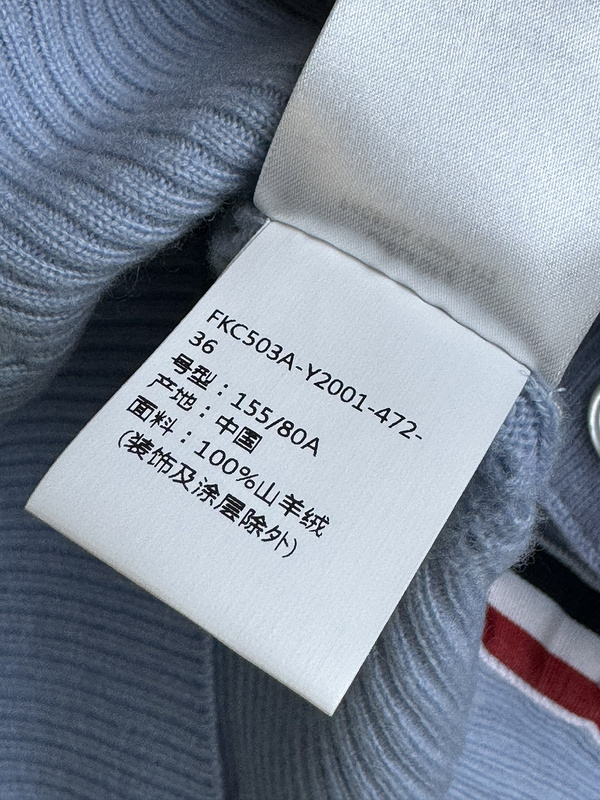 FKC503A-Y2001-472-
36
号型：155/80A
产地：中国
面料：100%山羊绒
(装饰及涂层除外)